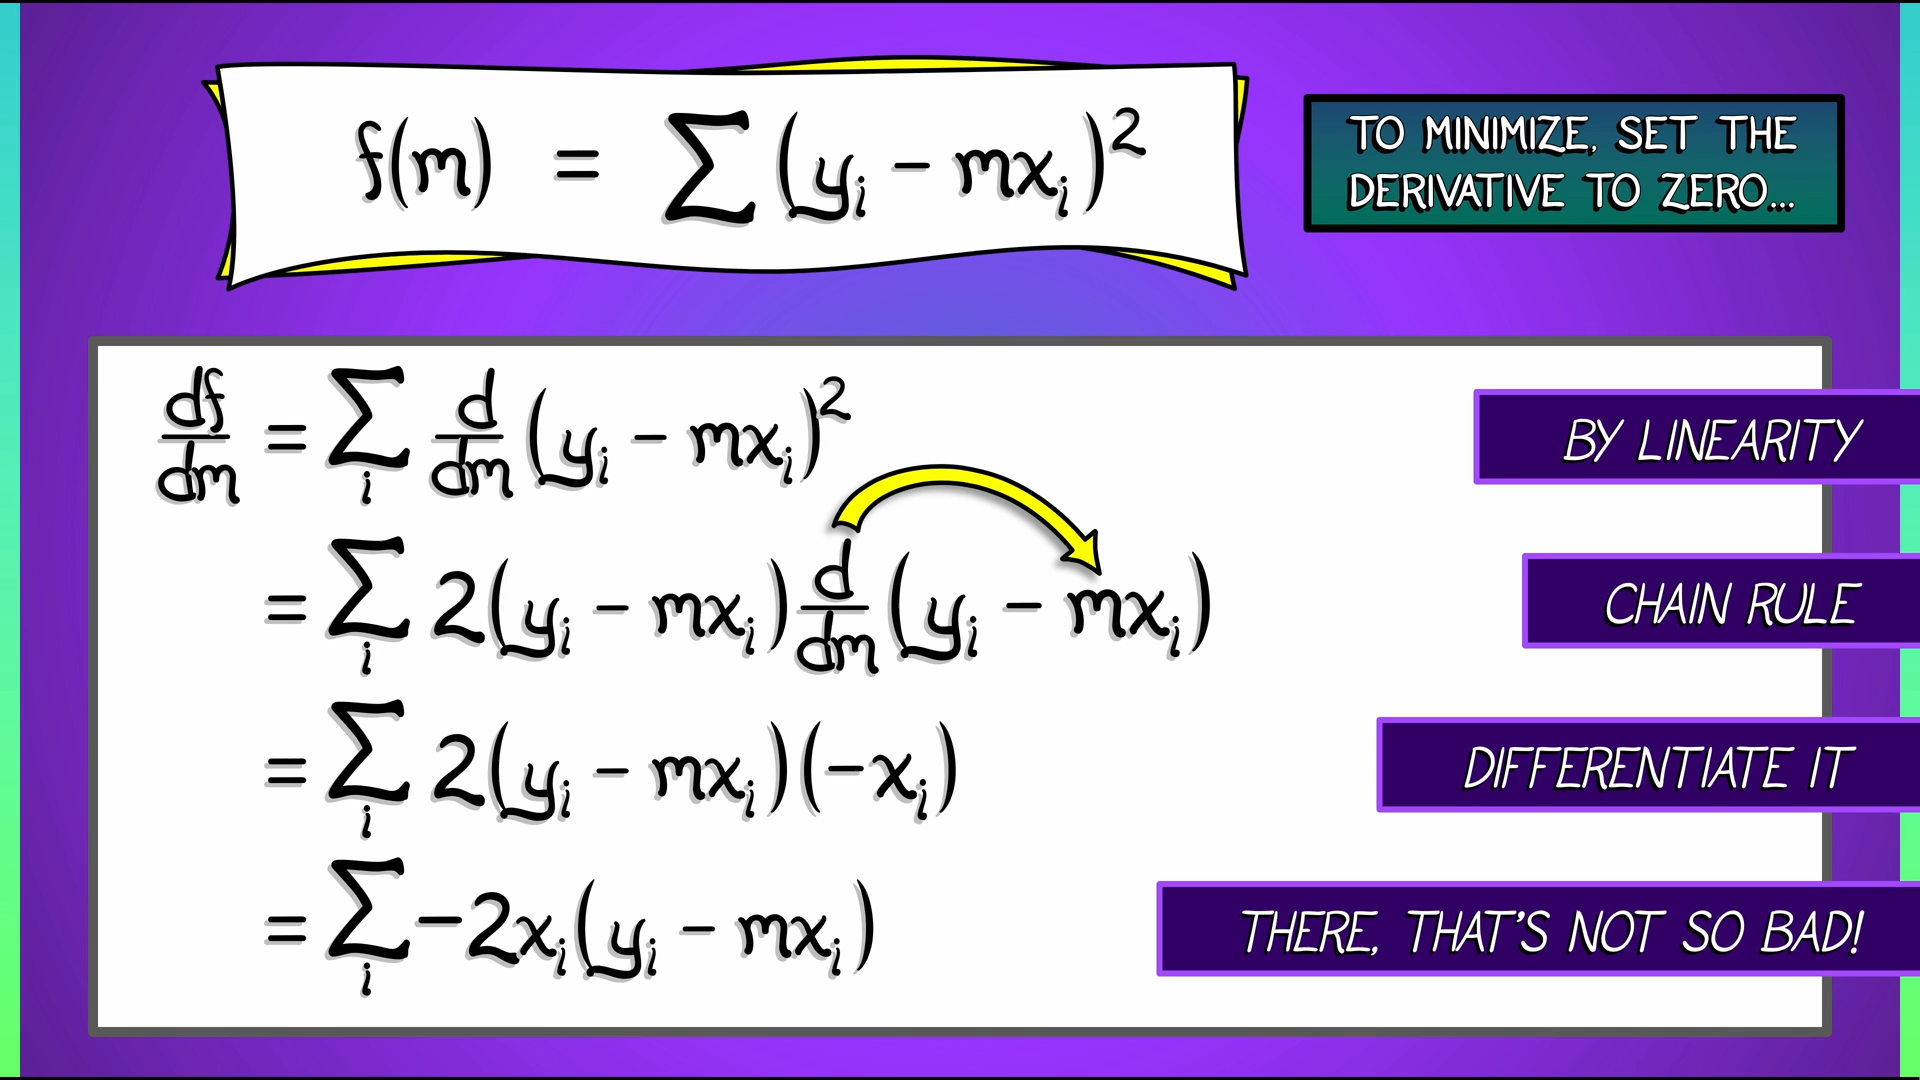 f(m) = ∑ (yᵢ − mxᵢ)²
TO MINIMIZE, SET THE
DERIVATIVE TO ZERO...
df/dm = ∑ᵢ d/dm (yᵢ − mxᵢ)²
BY LINEARITY
= ∑ᵢ 2(yᵢ − mxᵢ) d/dm (yᵢ − mxᵢ)
CHAIN RULE
= ∑ᵢ 2(yᵢ − mxᵢ)(−xᵢ)
DIFFERENTIATE IT
= ∑ᵢ −2xᵢ(yᵢ − mxᵢ)
THERE, THAT'S NOT SO BAD!